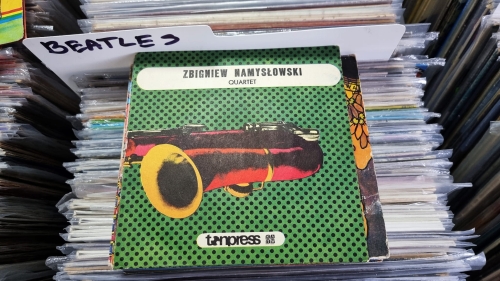 BEATLES
ZBIGNIEW NAMYSŁOWSKI
QUARTET
tonpress